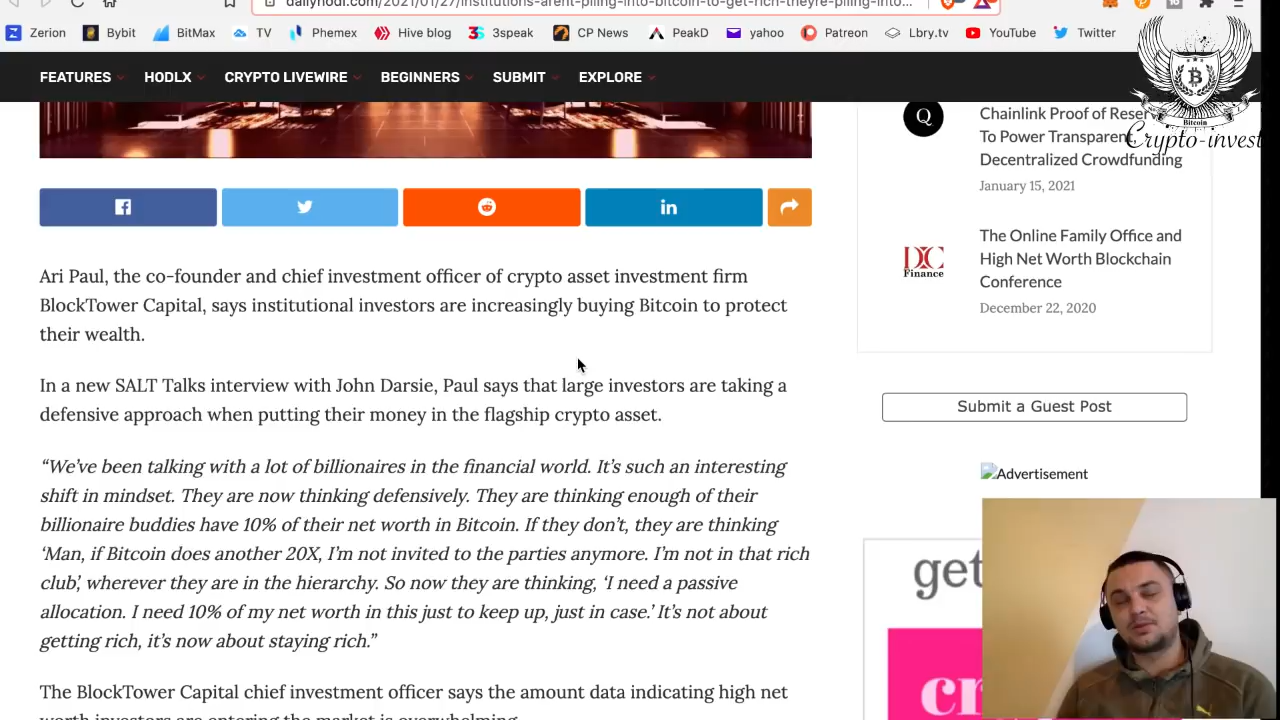 dailyhodl.com/2021/01/27/institutions-arent-piling-into-bitcoin-to-get-rich-theyre-piling-into...
Zerion Bybit BitMax TV Phemex Hive blog 3speak CP News PeakD yahoo Patreon Lbry.tv YouTube Twitter
FEATURES HODLX CRYPTO LIVEWIRE BEGINNERS SUBMIT EXPLORE
Bitcoin
Crypto-invest
Q
Chainlink Proof of Reserve
To Power Transparent,
Decentralized Crowdfunding
January 15, 2021
DC
Finance
The Online Family Office and
High Net Worth Blockchain
Conference
December 22, 2020
Submit a Guest Post
Advertisement
get
cr
Ari Paul, the co-founder and chief investment officer of crypto asset investment firm
BlockTower Capital, says institutional investors are increasingly buying Bitcoin to protect
their wealth.
In a new SALT Talks interview with John Darsie, Paul says that large investors are taking a
defensive approach when putting their money in the flagship crypto asset.
“We’ve been talking with a lot of billionaires in the financial world. It’s such an interesting
shift in mindset. They are now thinking defensively. They are thinking enough of their
billionaire buddies have 10% of their net worth in Bitcoin. If they don’t, they are thinking
‘Man, if Bitcoin does another 20X, I’m not invited to the parties anymore. I’m not in that rich
club’, wherever they are in the hierarchy. So now they are thinking, ‘I need a passive
allocation. I need 10% of my net worth in this just to keep up, just in case.’ It’s not about
getting rich, it’s now about staying rich.”
The BlockTower Capital chief investment officer says the amount data indicating high net
worth investors are entering the market is overwhelming.